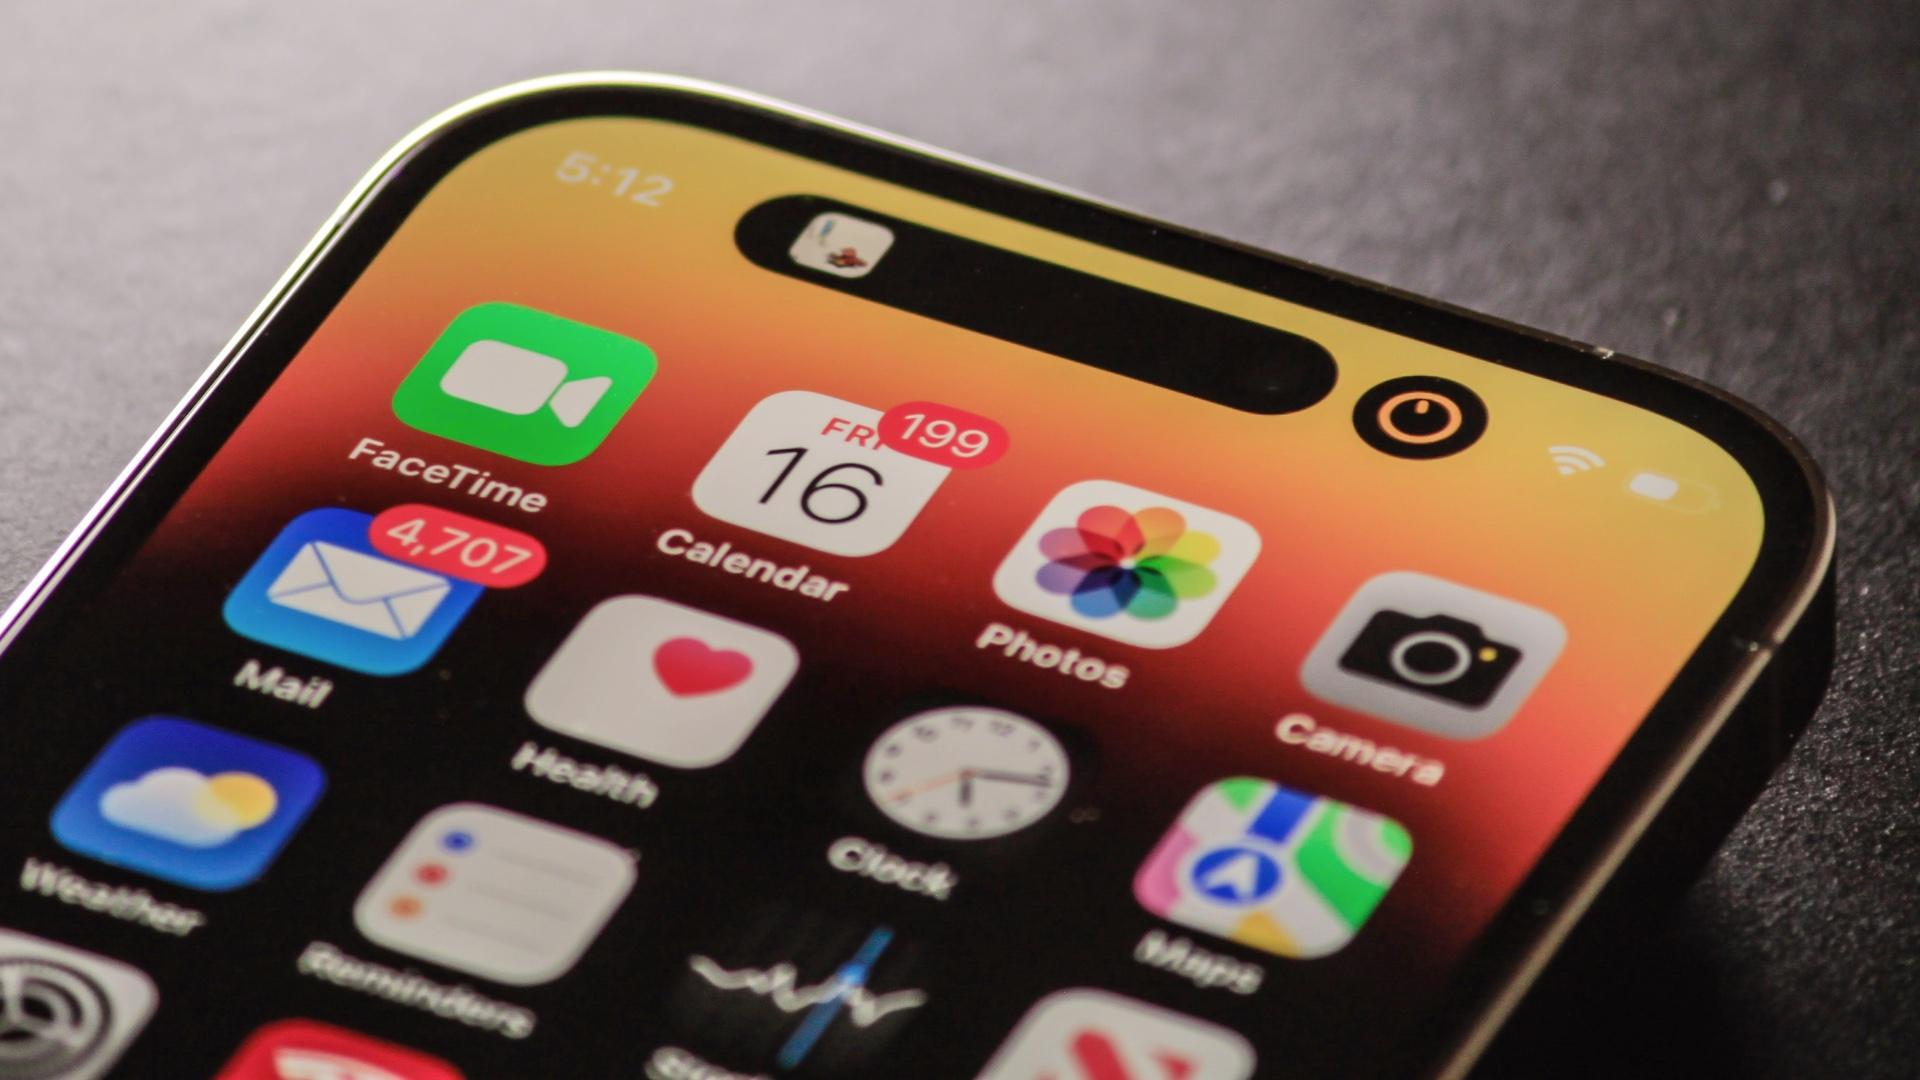 5:12
FaceTime
FRI
16
199
Calendar
Photos
Camera
4,707
Mail
Health
Clock
Maps
Weather
Reminders